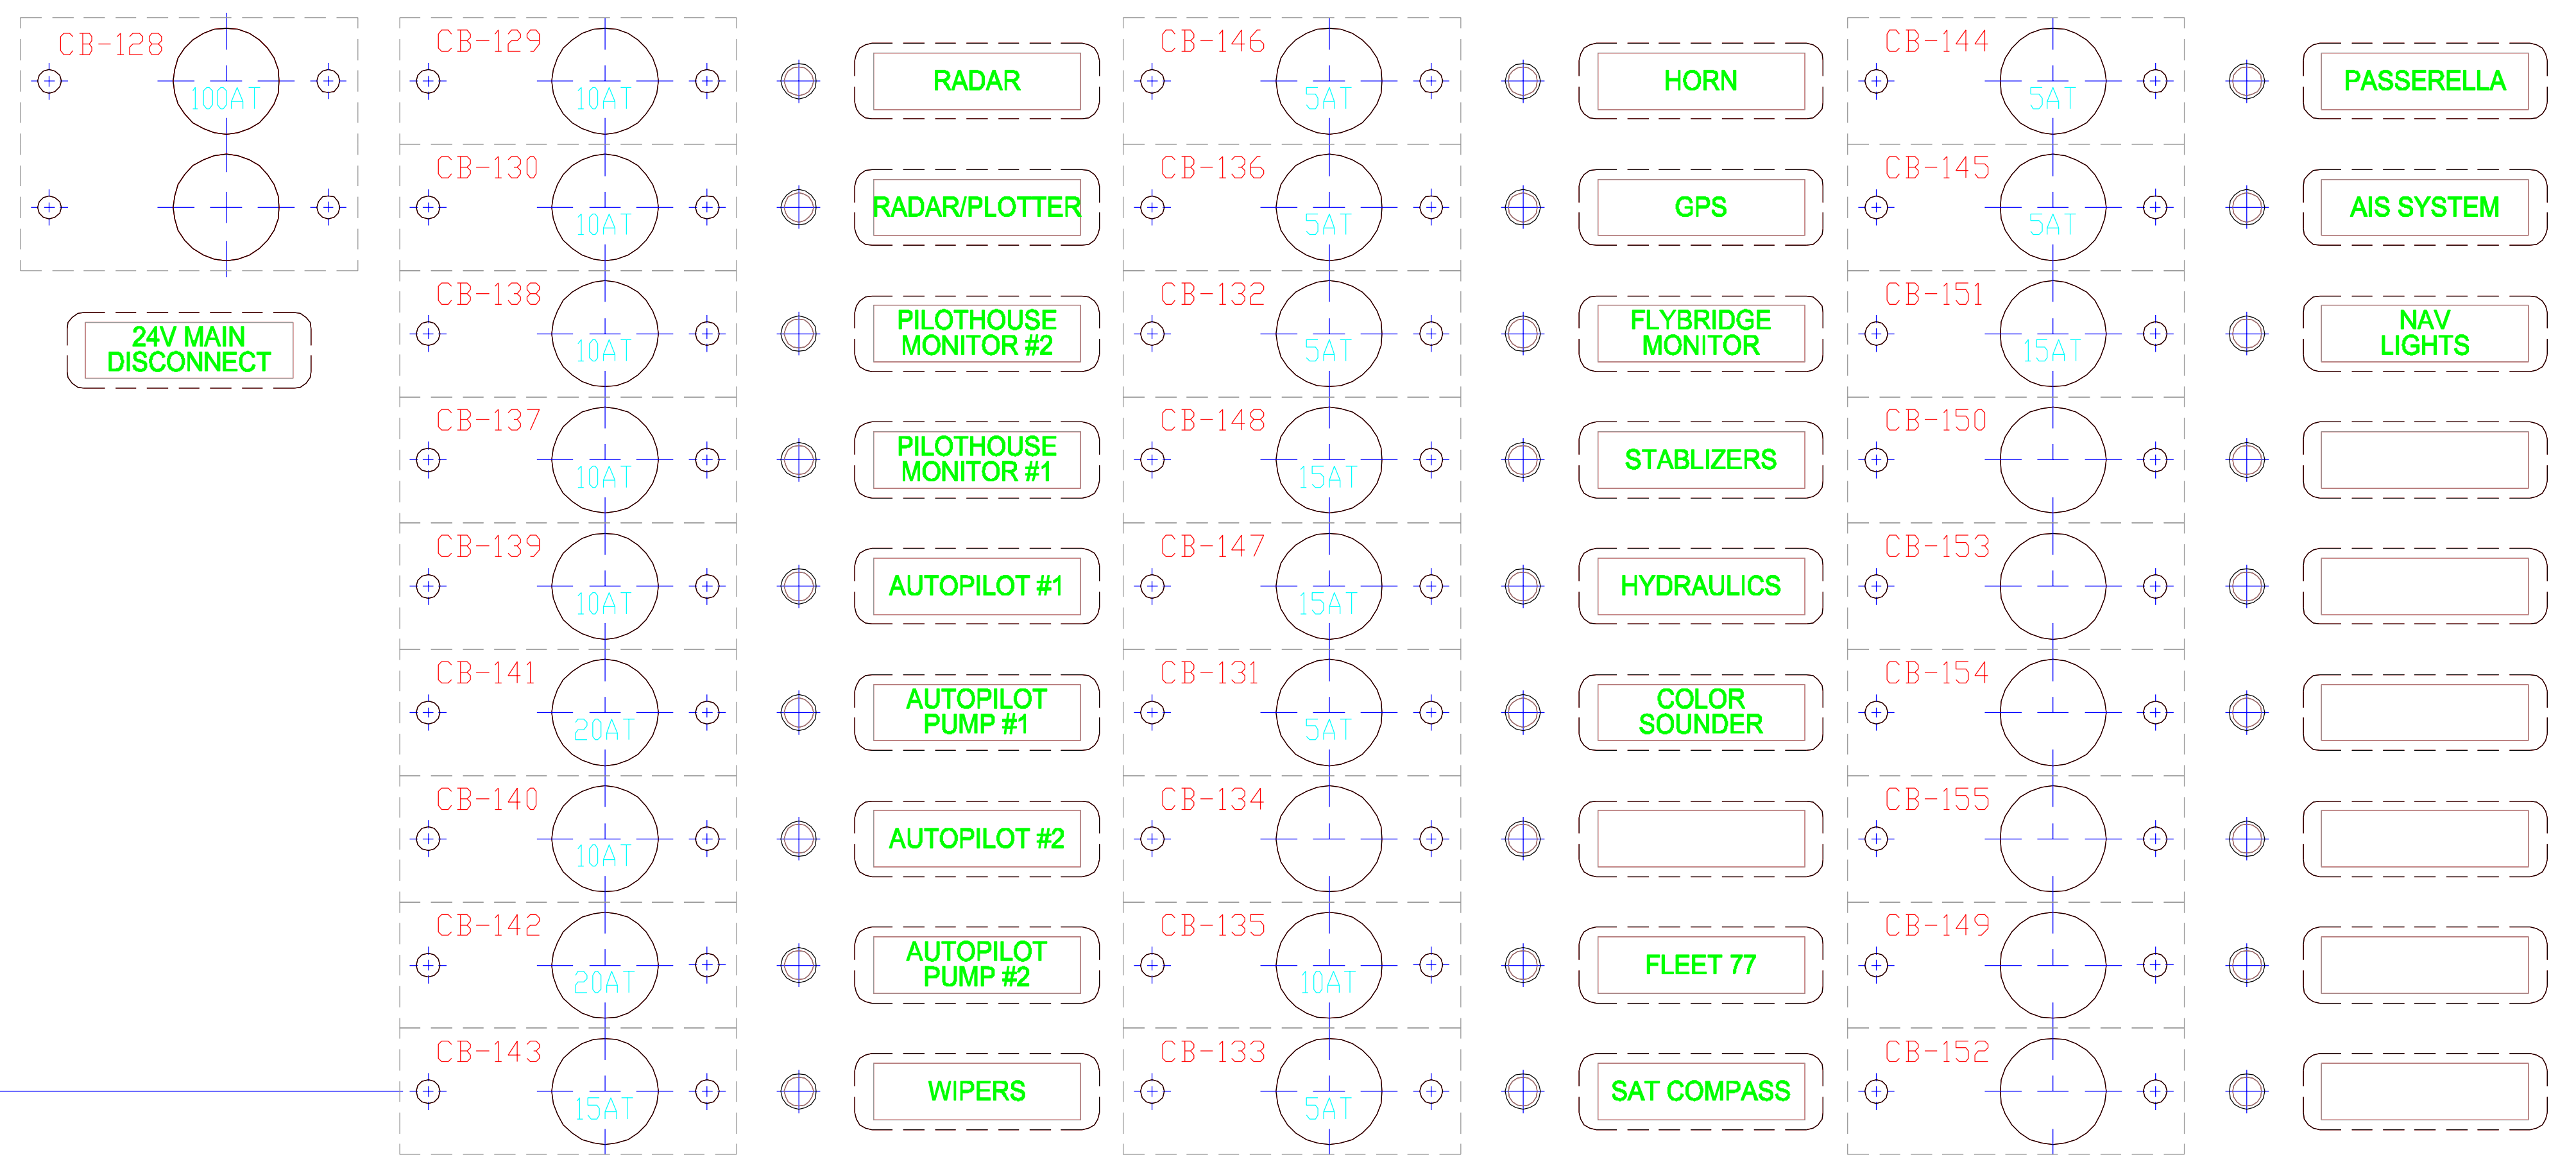 CB-128
100AT
24V MAIN
DISCONNECT
CB-129
10AT
RADAR
CB-130
10AT
RADAR/PLOTTER
CB-138
10AT
PILOTHOUSE
MONITOR #2
CB-137
10AT
PILOTHOUSE
MONITOR #1
CB-139
10AT
AUTOPILOT #1
CB-141
20AT
AUTOPILOT
PUMP #1
CB-140
10AT
AUTOPILOT #2
CB-142
20AT
AUTOPILOT
PUMP #2
CB-143
15AT
WIPERS
CB-146
5AT
HORN
CB-136
5AT
GPS
CB-132
5AT
FLYBRIDGE
MONITOR
CB-148
15AT
STABLIZERS
CB-147
15AT
HYDRAULICS
CB-131
5AT
COLOR
SOUNDER
CB-134
CB-135
10AT
FLEET 77
CB-133
5AT
SAT COMPASS
CB-144
5AT
PASSERELLA
CB-145
5AT
AIS SYSTEM
CB-151
15AT
NAV
LIGHTS
CB-150
CB-153
CB-154
CB-155
CB-149
CB-152